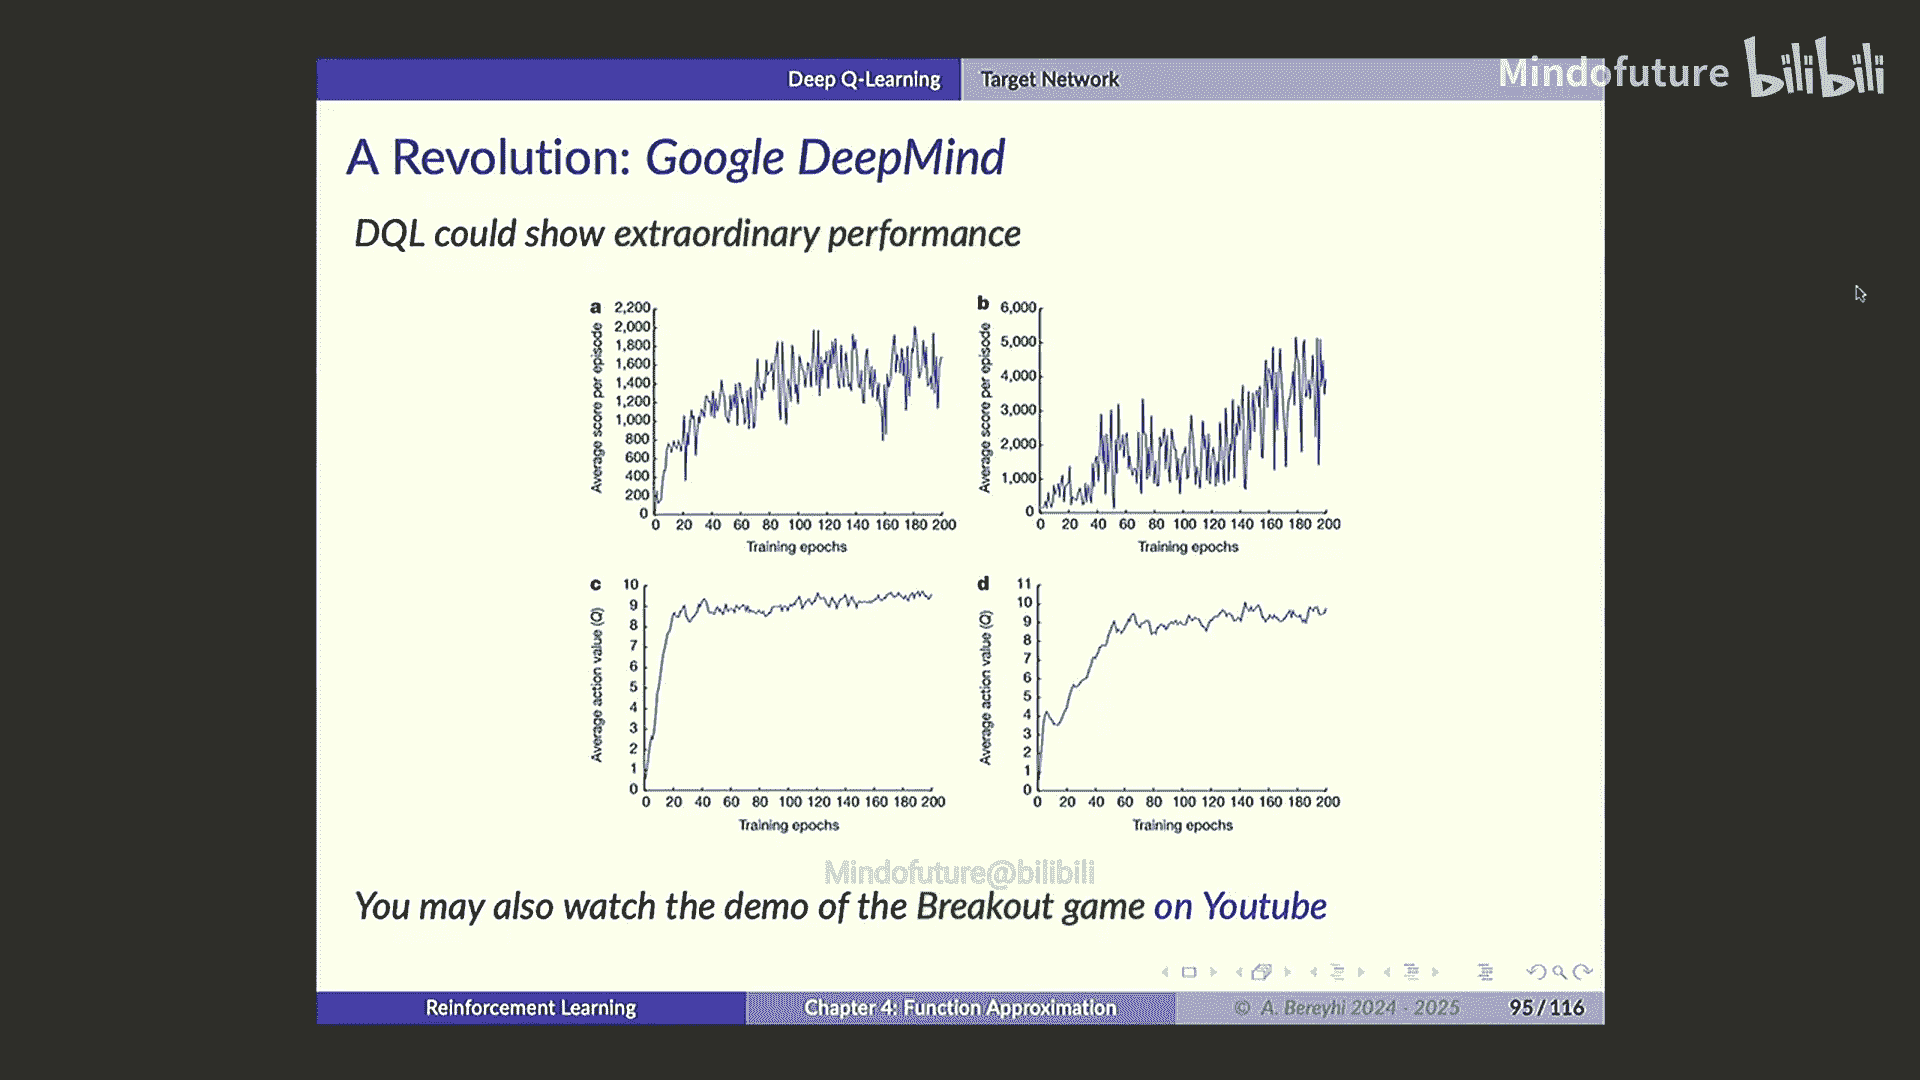 Deep Q-Learning
Target Network
Mindofuture bilibili
A Revolution: Google DeepMind
DQL could show extraordinary performance
a
2,200
2,000
1,800
1,600
1,400
1,200
1,000
800
600
400
200
0
Average score per episode
0 20 40 60 80 100 120 140 160 180 200
Training epochs
b
6,000
5,000
4,000
3,000
2,000
1,000
0
Average score per episode
0 20 40 60 80 100 120 140 160 180 200
Training epochs
c
10
9
8
7
6
5
4
3
2
1
0
Average action value (Q)
0 20 40 60 80 100 120 140 160 180 200
Training epochs
d
11
10
9
8
7
6
5
4
3
2
1
0
Average action value (Q)
0 20 40 60 80 100 120 140 160 180 200
Training epochs
Mindofuture@bilibili
You may also watch the demo of the Breakout game on Youtube
Reinforcement Learning
Chapter 4: Function Approximation
© A. Bereyhi 2024 - 2025
95 / 116